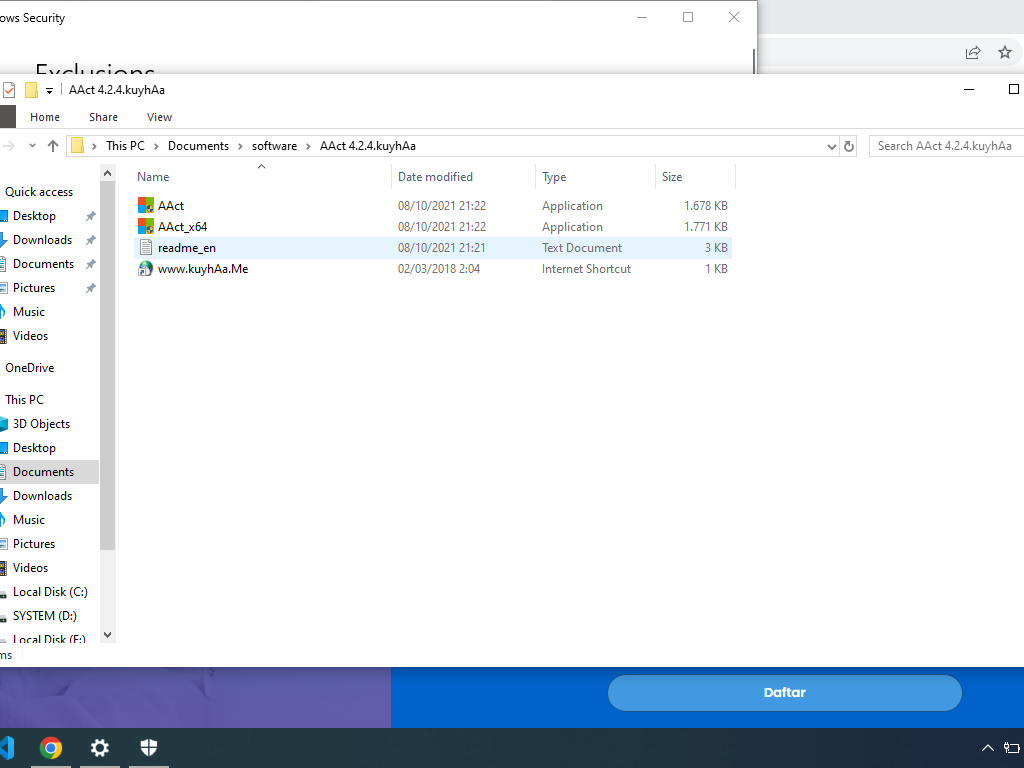 ows Security
Exclusions
AAct 4.2.4.kuyhAa
Home Share View
This PC > Documents > software > AAct 4.2.4.kuyhAa
Search AAct 4.2.4.kuyhAa
Name Date modified Type Size
AAct 08/10/2021 21:22 Application 1.678 KB
AAct_x64 08/10/2021 21:22 Application 1.771 KB
readme_en 08/10/2021 21:21 Text Document 3 KB
www.kuyhAa.Me 02/03/2018 2:04 Internet Shortcut 1 KB
Quick access
Desktop
Downloads
Documents
Pictures
Music
Videos
OneDrive
This PC
3D Objects
Desktop
Documents
Downloads
Music
Pictures
Videos
Local Disk (C:)
SYSTEM (D:)
Local Disk (E:)
ms
Daftar